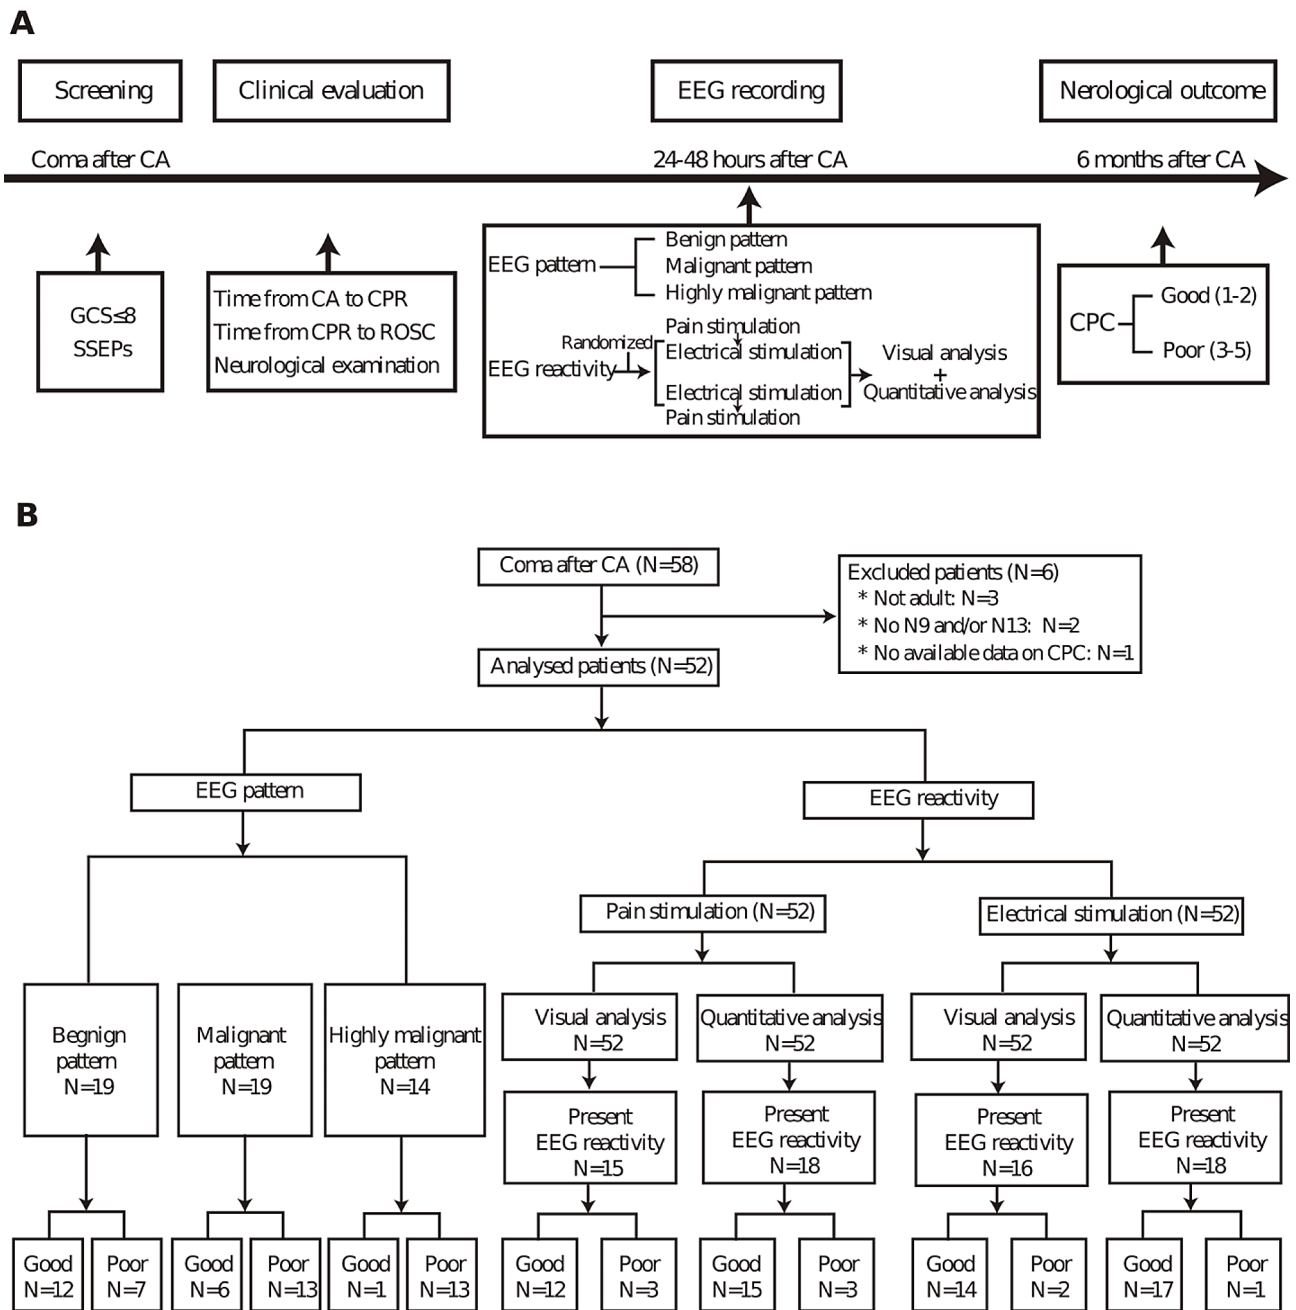 A
Screening
Clinical evaluation
EEG recording
Nerological outcome
Coma after CA
24-48 hours after CA
6 months after CA
GCS≤8
SSEPs
Time from CA to CPR
Time from CPR to ROSC
Neurological examination
EEG pattern
Benign pattern
Malignant pattern
Highly malignant pattern
EEG reactivity
Randomized
Pain stimulation
Electrical stimulation
Electrical stimulation
Pain stimulation
Visual analysis
+
Quantitative analysis
CPC
Good (1-2)
Poor (3-5)
B
Coma after CA (N=58)
Excluded patients (N=6)
* Not adult: N=3
* No N9 and/or N13: N=2
* No available data on CPC: N=1
Analysed patients (N=52)
EEG pattern
EEG reactivity
Pain stimulation (N=52)
Electrical stimulation (N=52)
Begnign
pattern
N=19
Malignant
pattern
N=19
Highly malignant
pattern
N=14
Visual analysis
N=52
Quantitative analysis
N=52
Visual analysis
N=52
Quantitative analysis
N=52
Present
EEG reactivity
N=15
Present
EEG reactivity
N=18
Present
EEG reactivity
N=16
Present
EEG reactivity
N=18
Good
N=12
Poor
N=7
Good
N=6
Poor
N=13
Good
N=1
Poor
N=13
Good
N=12
Poor
N=3
Good
N=15
Poor
N=3
Good
N=14
Poor
N=2
Good
N=17
Poor
N=1